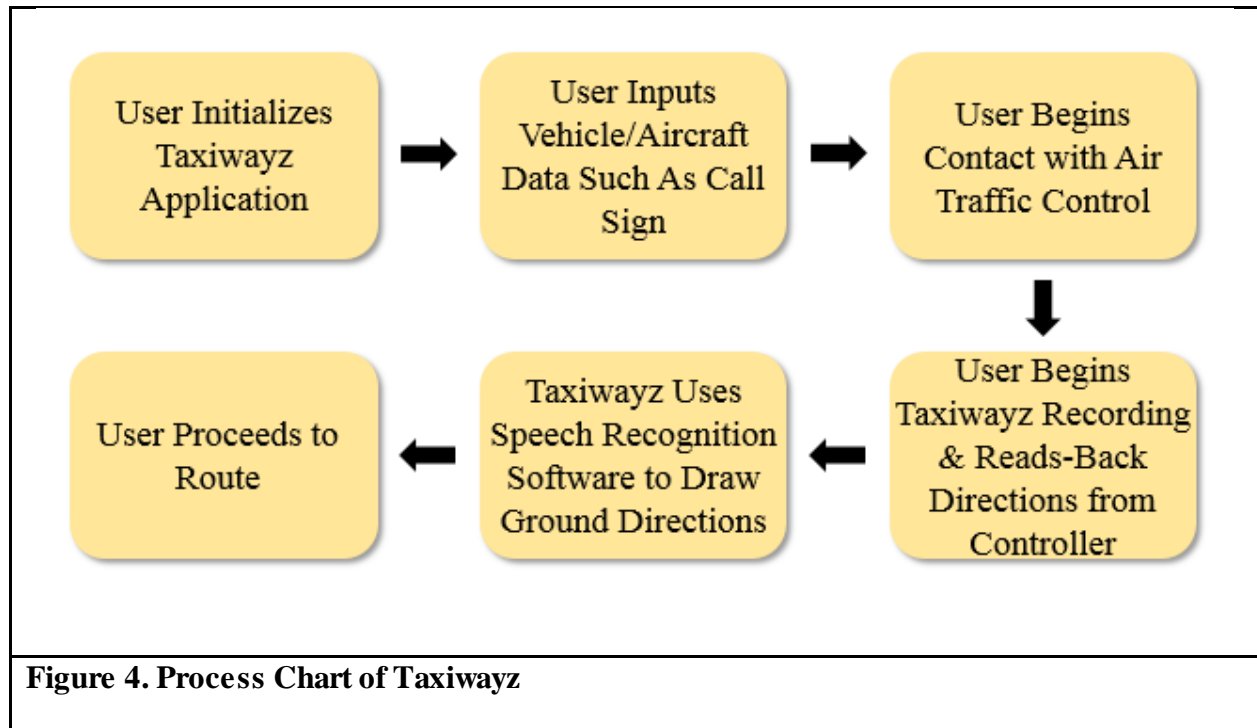 User Initializes
Taxiwayz
Application
User Inputs
Vehicle/Aircraft
Data Such As Call
Sign
User Begins
Contact with Air
Traffic Control
User Begins
Taxiwayz Recording
& Reads-Back
Directions from
Controller
Taxiwayz Uses
Speech Recognition
Software to Draw
Ground Directions
User Proceeds to
Route
Figure 4. Process Chart of Taxiwayz